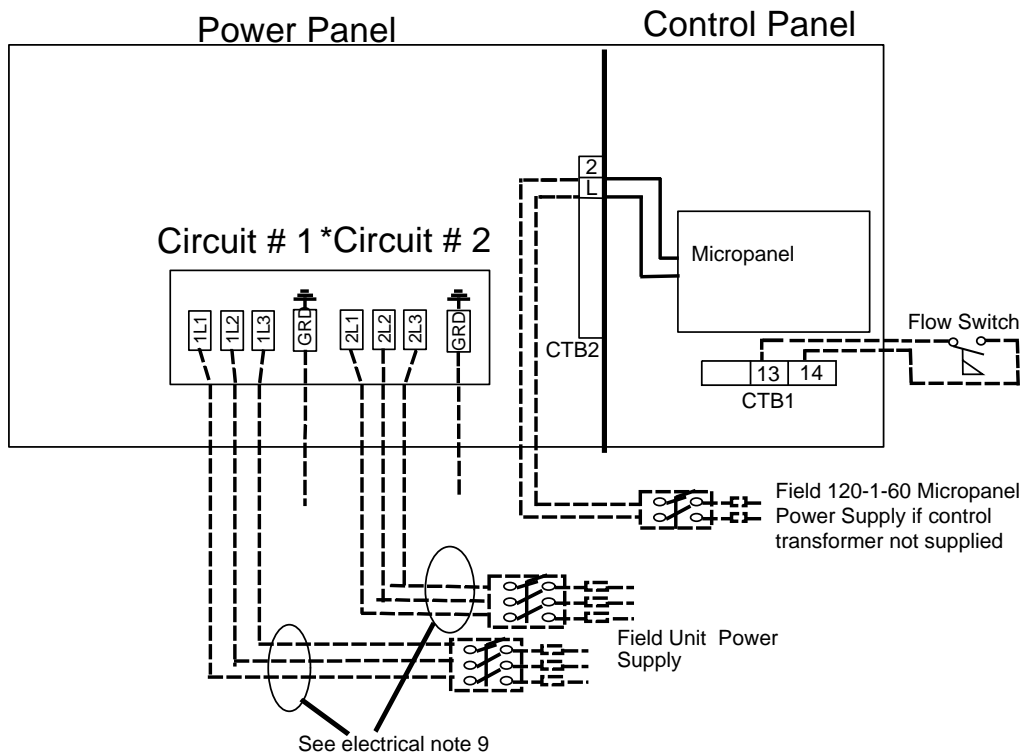 Power Panel
Control Panel
2
L
Micropanel
Circuit # 1 *Circuit # 2
1L1
1L2
1L3
GRD
2L1
2L2
2L3
GRD
CTB2
Flow Switch
13 14
CTB1
Field 120-1-60 Micropanel
Power Supply if control
transformer not supplied
Field Unit Power
Supply
See electrical note 9